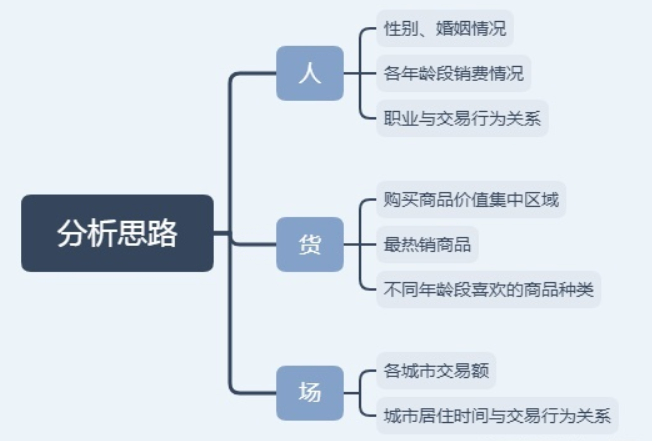 分析思路
人
性别、婚姻情况
各年龄段销费情况
职业与交易行为关系
货
购买商品价值集中区域
最热销商品
不同年龄段喜欢的商品种类
场
各城市交易额
城市居住时间与交易行为关系